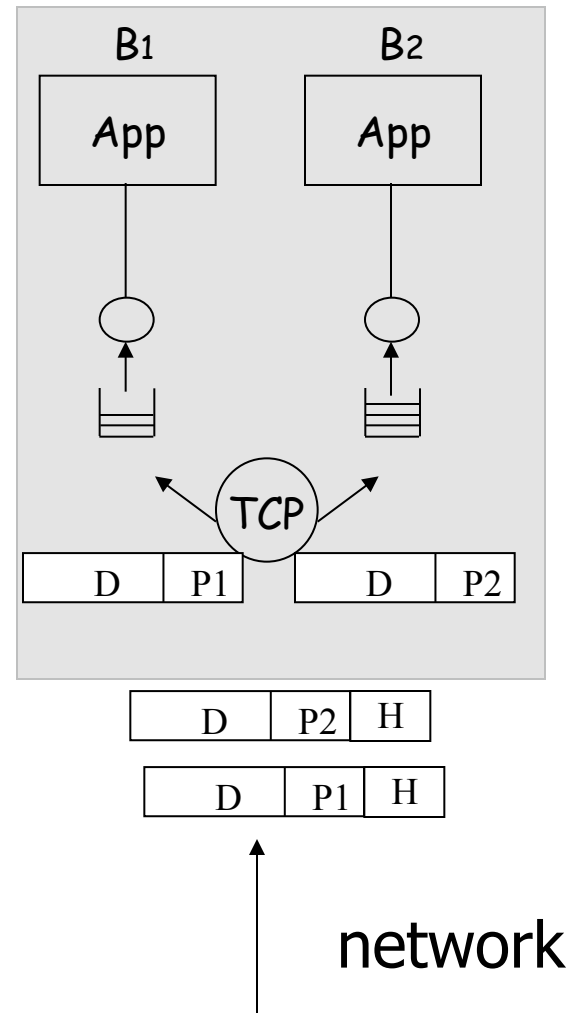 B1 B2
App App
TCP
D P1 D P2
D P2 H
D P1 H
network